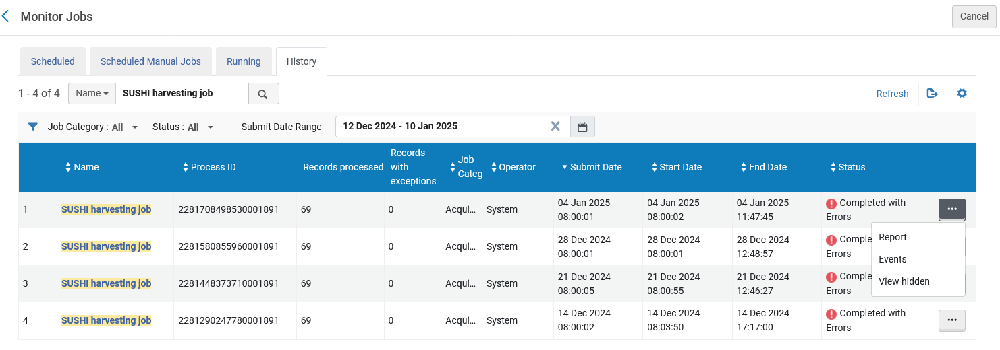 Monitor Jobs
Cancel
Scheduled
Scheduled Manual Jobs
Running
History
1 - 4 of 4
Name
SUSHI harvesting job
Refresh
Job Category : All
Status : All
Submit Date Range
12 Dec 2024 - 10 Jan 2025
Name
Process ID
Records processed
Records
with
exceptions
Job
Categ
Operator
Submit Date
Start Date
End Date
Status
1
SUSHI harvesting job
2281708498530001891
69
0
Acqui...
System
04 Jan 2025
08:00:01
04 Jan 2025
08:00:02
04 Jan 2025
11:47:45
Completed with
Errors
2
SUSHI harvesting job
2281580855960001891
69
0
Acqui...
System
28 Dec 2024
08:00:01
28 Dec 2024
08:00:01
28 Dec 2024
12:48:57
Comple
Errors
3
SUSHI harvesting job
2281448373710001891
69
0
Acqui...
System
21 Dec 2024
08:00:05
21 Dec 2024
08:00:55
21 Dec 2024
12:46:27
Comple
Errors
4
SUSHI harvesting job
2281290247780001891
69
0
Acqui...
System
14 Dec 2024
08:00:02
14 Dec 2024
08:03:50
14 Dec 2024
17:17:00
Completed with
Errors
Report
Events
View hidden